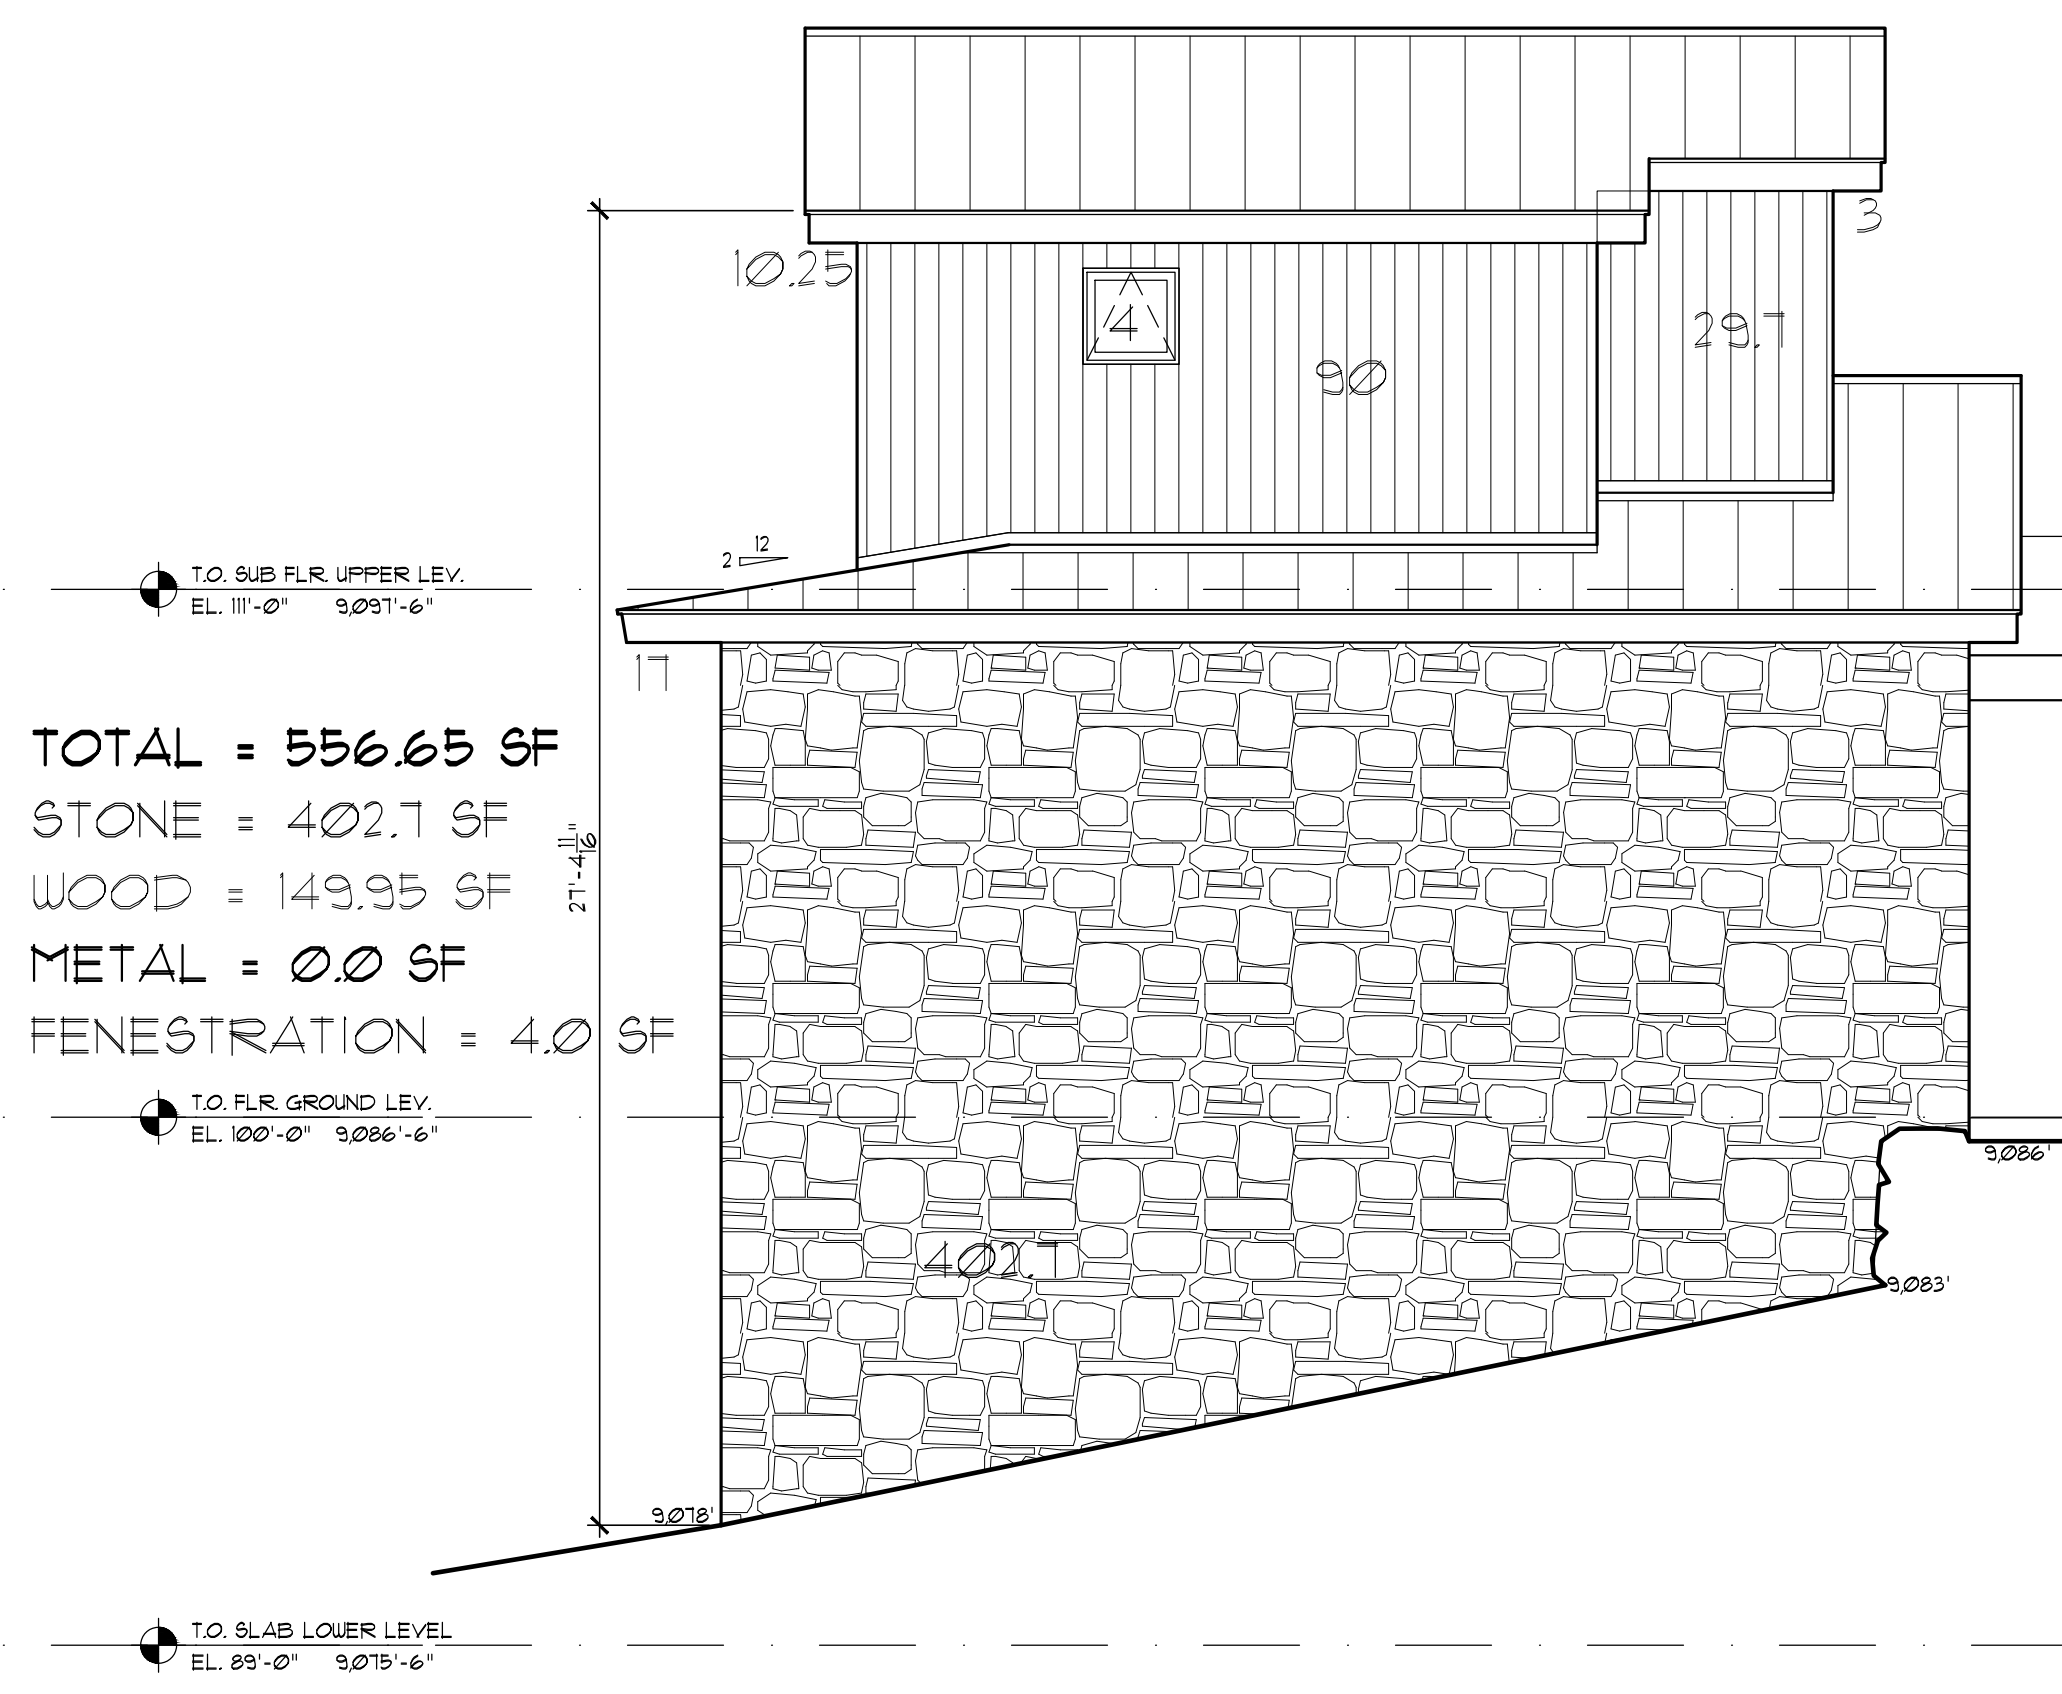 10.25
3
4
29.7
90
12
2
T.O. SUB FLR. UPPER LEV.
EL. 111'-0" 9,097'-6"
17
TOTAL = 556.65 SF
STONE = 402.7 SF
WOOD = 149.95 SF
METAL = 0.0 SF
FENESTRATION = 4.0 SF
27'-4 11/16"
T.O. FLR. GROUND LEV.
EL. 100'-0" 9,086'-6"
9,086'
402.7
9,083'
9,078'
T.O. SLAB LOWER LEVEL
EL. 89'-0" 9,075'-6"